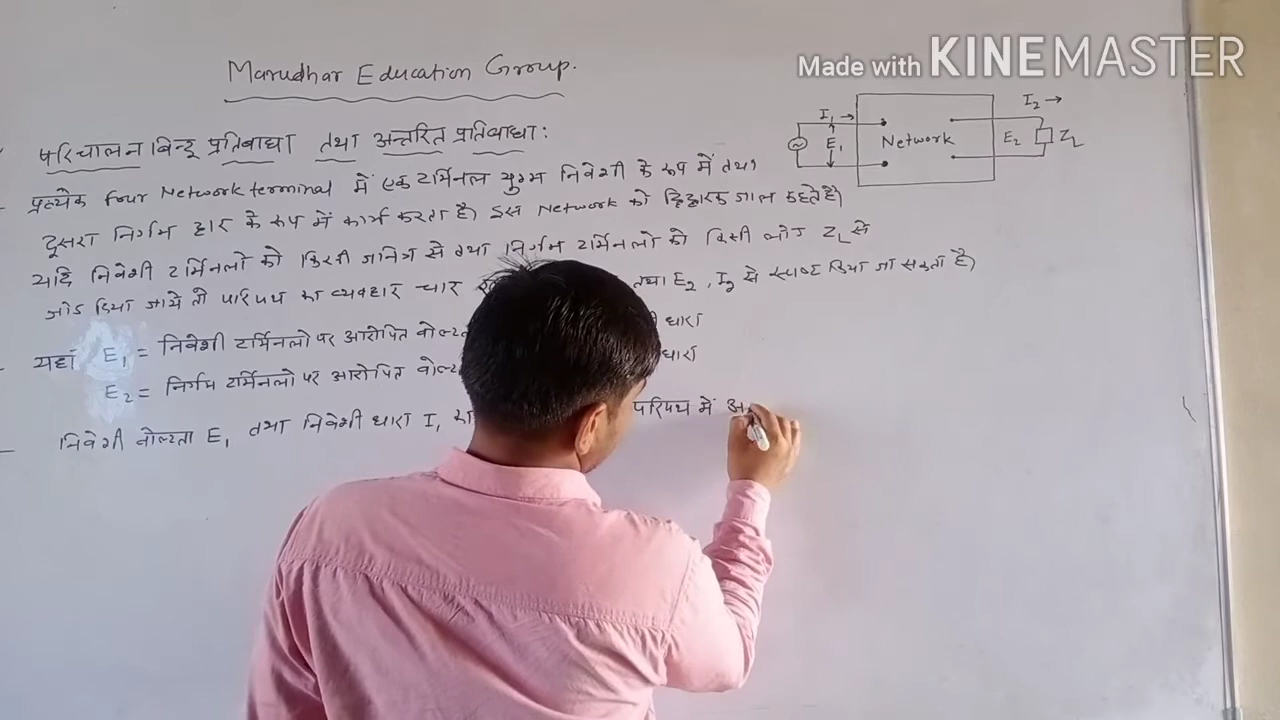 Made with KINEMASTER
Marudhar Education Group.
परिचालन बिन्दू प्रतिबाधा तथा अन्तरित प्रतिबाधा:
प्रत्येक four Network terminal में एक टर्मिनल युग्म निवेशी के रूप में तथा
दूसरा निर्गम द्वार के रूप में कार्य करता है। इस Network को द्विद्वारक जाल कहते है।
यदि निवेशी टर्मिनलो को किसी जनित्र से तथा निर्गम टर्मिनलो को किसी लोड ZL से
जोड दिया जाये तो परिपथ का व्यवहार चार तथा E2, I2 से स्पष्ट किया जा सकता है।
यहां E1 = निवेशी टर्मिनलो पर आरोपित वोल्ट धारा
E2 = निर्गम टर्मिनलो पर आरोपित वोल्ट धारा
निवेशी वोल्टता E1 तथा निवेशी धारा I1 का परिपथ में
I1 →
E1
Network
I2 →
E2
ZL